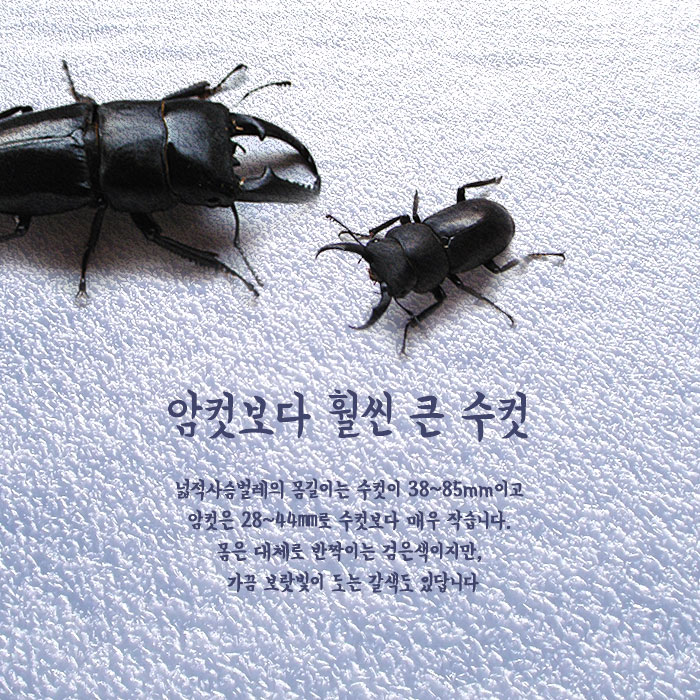 암컷보다 훨씬 큰 수컷
넓적사슴벌레의 몸길이는 수컷이 38~85mm이고
암컷은 28~44㎜로 수컷보다 매우 작습니다.
몸은 대체로 반짝이는 검은색이지만,
가끔 보랏빛이 도는 갈색도 있답니다